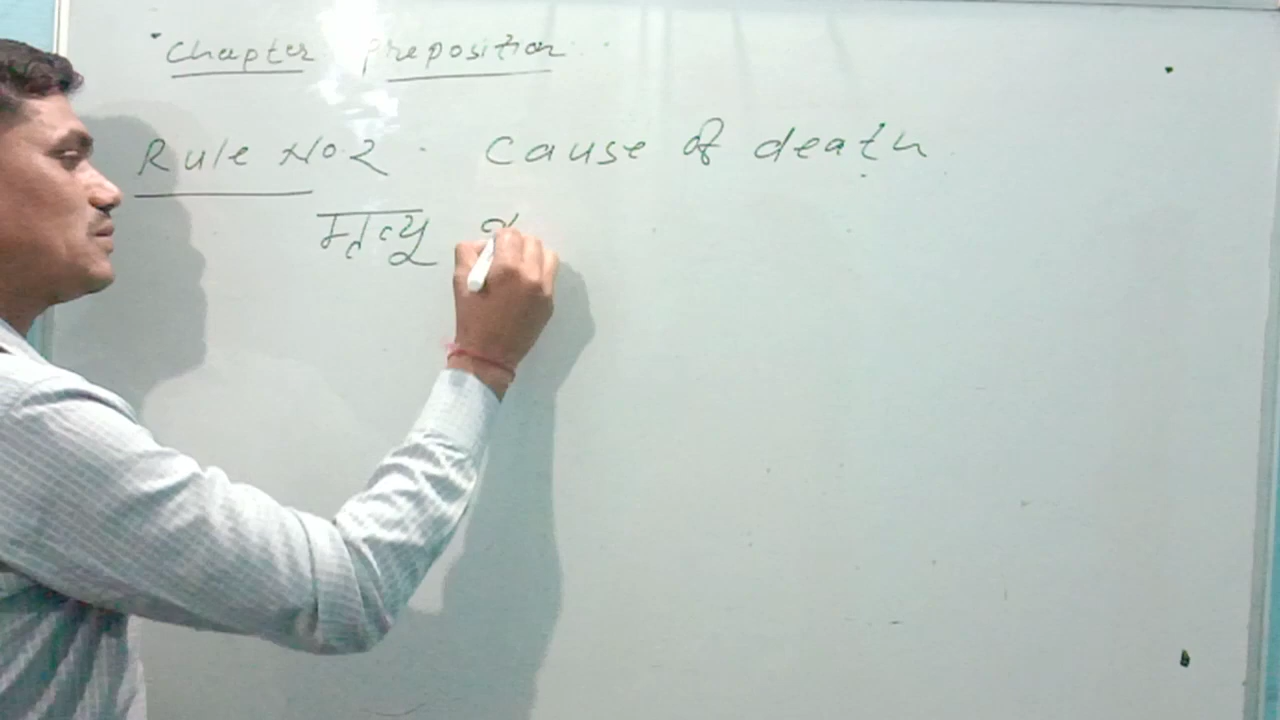 Chapter Preposition
Rule No.2. Cause of death
मृत्यु